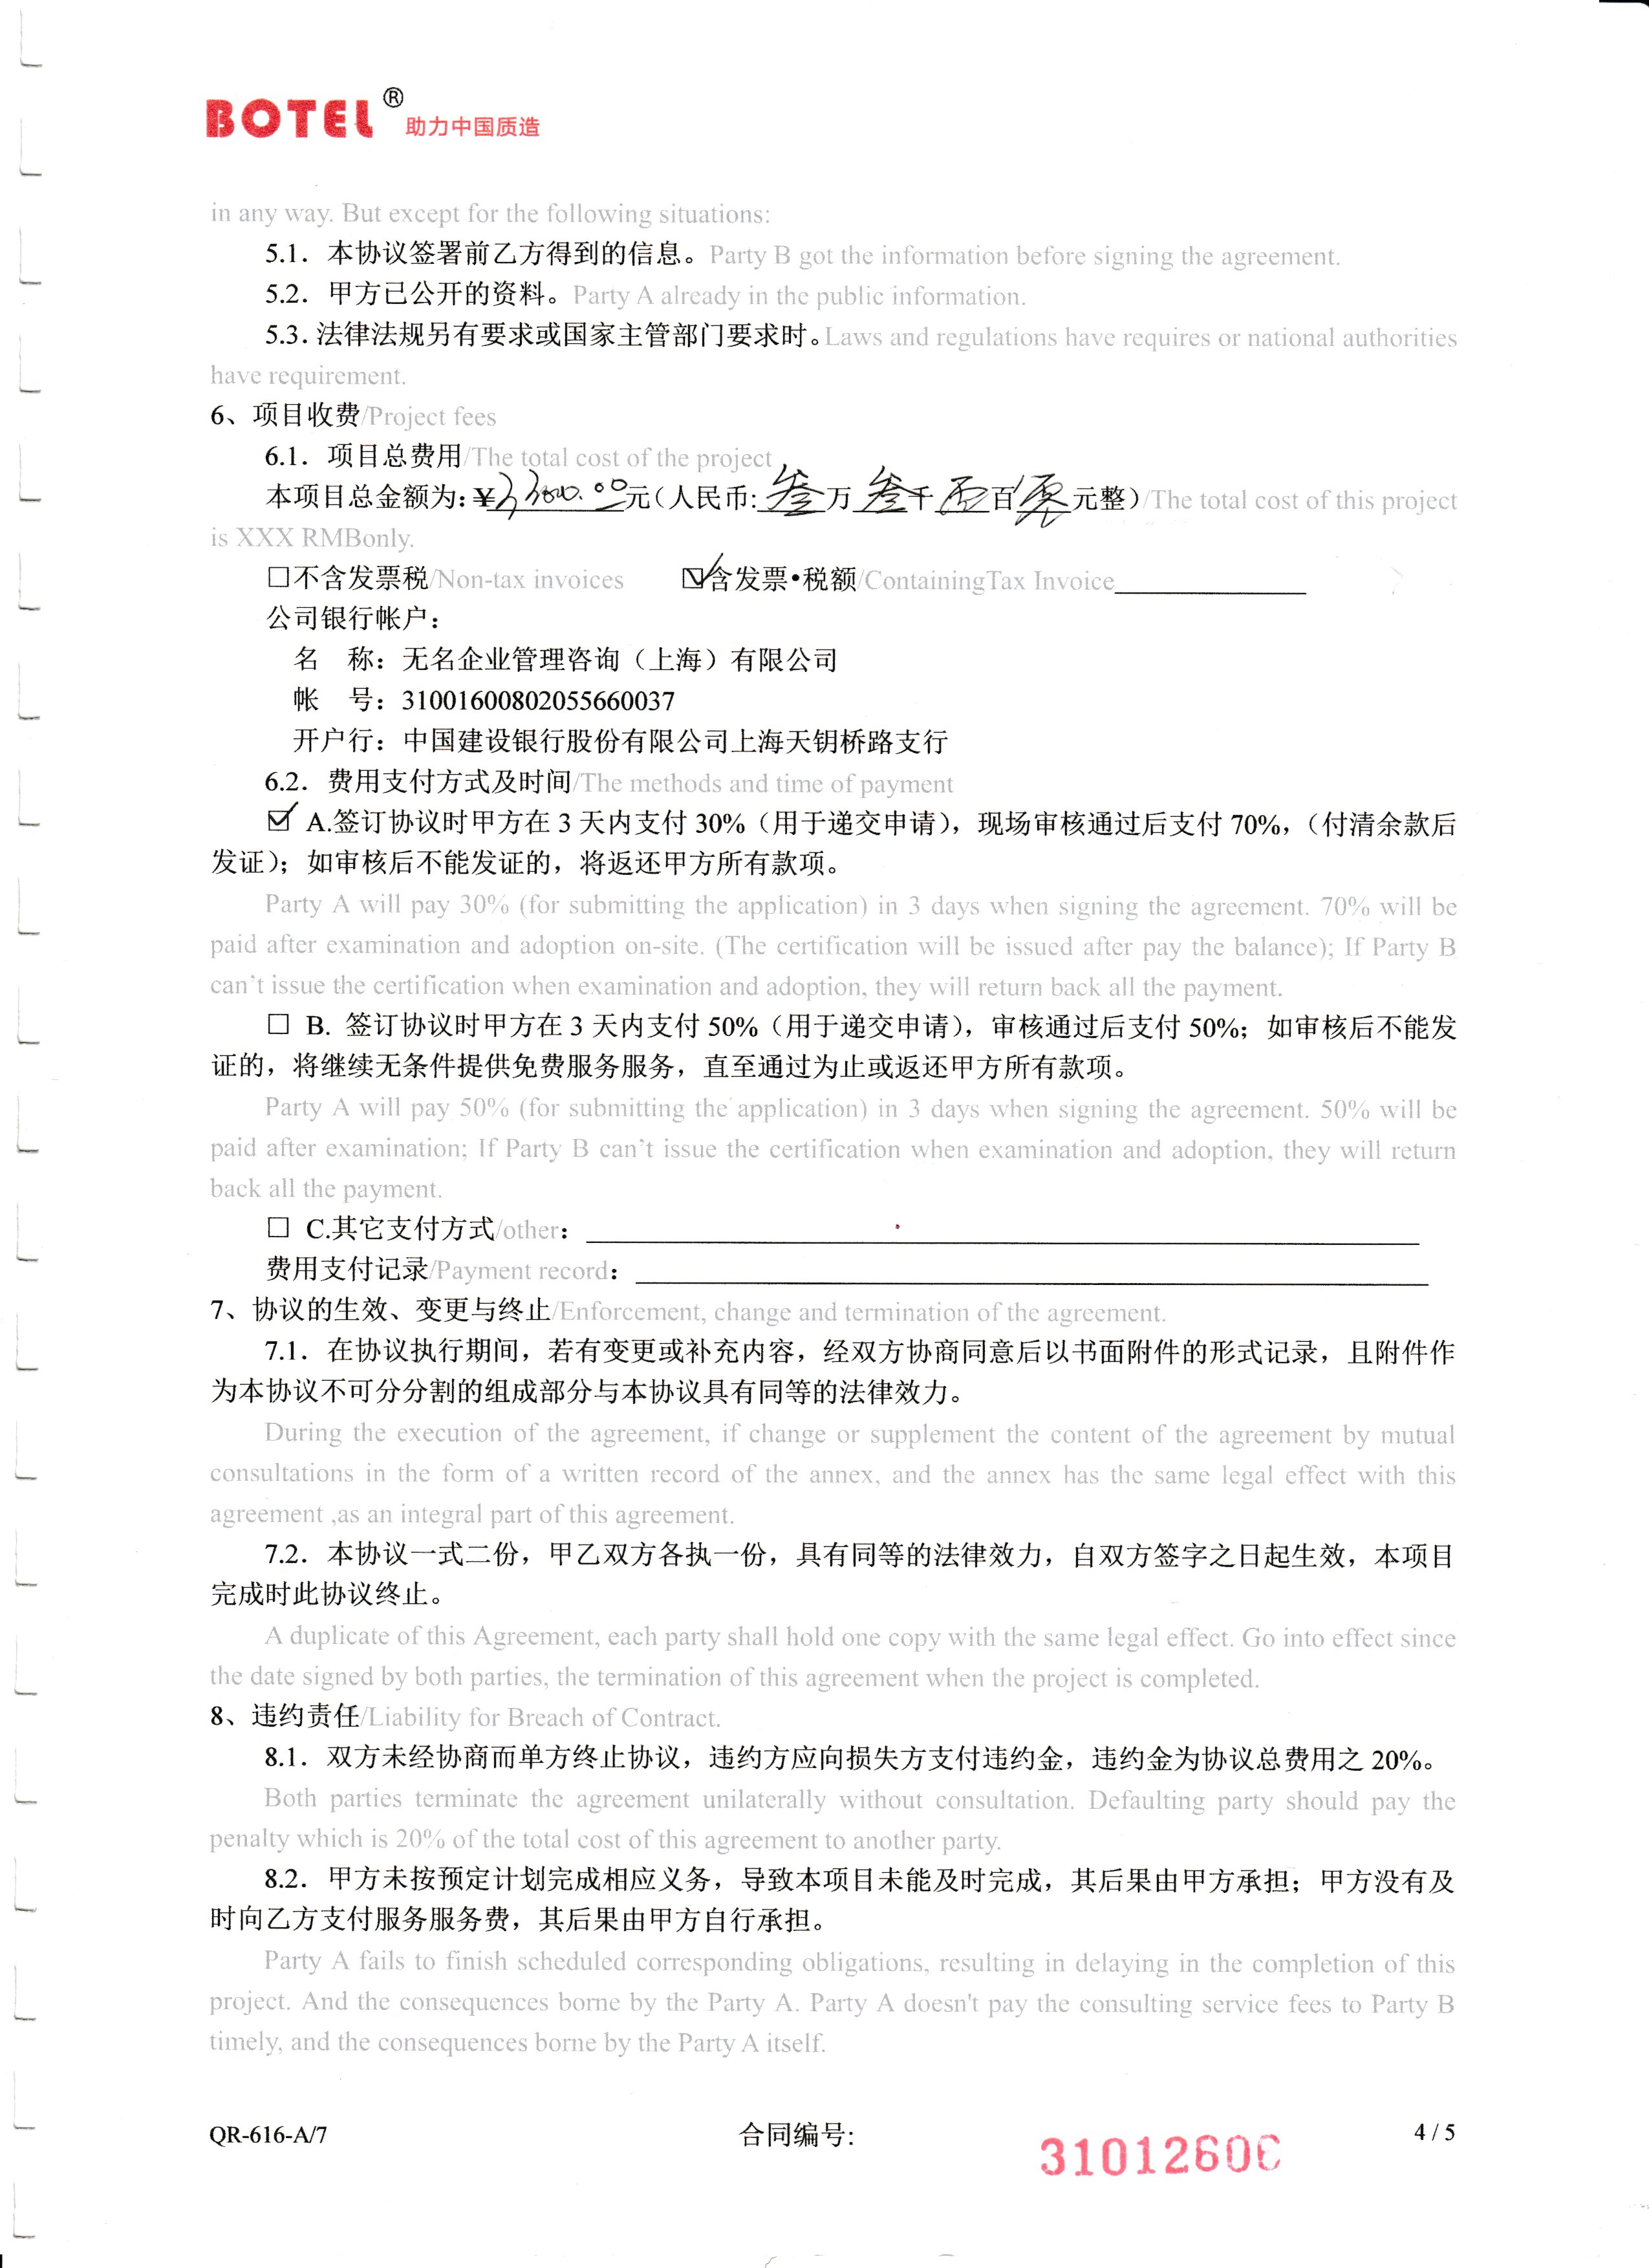 BOTEL® 助力中国质造
in any way. But except for the following situations:
5.1. 本协议签署前乙方得到的信息。Party B got the information before signing the agreement.
5.2. 甲方已公开的资料。Party A already in the public information.
5.3. 法律法规另有要求或国家主管部门要求时。Laws and regulations have requires or national authorities
have requirement.
6、项目收费/Project fees
6.1. 项目总费用/The total cost of the project
本项目总金额为:¥ 元(人民币: 叁万 叁千 百 零 元整)/The total cost of this project
is XXX RMBonly.
□不含发票税/Non-tax invoices ☑含发票•税额/ContainingTax Invoice
公司银行帐户:
名 称: 无名企业管理咨询（上海）有限公司
帐 号: 31001600802055660037
开户行: 中国建设银行股份有限公司上海天钥桥路支行
6.2. 费用支付方式及时间/The methods and time of payment
☑ A.签订协议时甲方在 3 天内支付 30%（用于递交申请），现场审核通过后支付 70%，（付清余款后
发证）；如审核后不能发证的，将返还甲方所有款项。
Party A will pay 30% (for submitting the application) in 3 days when signing the agreement. 70% will be
paid after examination and adoption on-site. (The certification will be issued after pay the balance); If Party B
can't issue the certification when examination and adoption, they will return back all the payment.
□ B. 签订协议时甲方在 3 天内支付 50%（用于递交申请），审核通过后支付 50%；如审核后不能发
证的，将继续无条件提供免费服务服务，直至通过为止或返还甲方所有款项。
Party A will pay 50% (for submitting the application) in 3 days when signing the agreement. 50% will be
paid after examination; If Party B can't issue the certification when examination and adoption, they will return
back all the payment.
□ C.其它支付方式/other:
费用支付记录/Payment record:
7、协议的生效、变更与终止/Enforcement, change and termination of the agreement.
7.1. 在协议执行期间，若有变更或补充内容，经双方协商同意后以书面附件的形式记录，且附件作
为本协议不可分分割的组成部分与本协议具有同等的法律效力。
During the execution of the agreement, if change or supplement the content of the agreement by mutual
consultations in the form of a written record of the annex, and the annex has the same legal effect with this
agreement ,as an integral part of this agreement.
7.2. 本协议一式二份，甲乙双方各执一份，具有同等的法律效力，自双方签字之日起生效，本项目
完成时此协议终止。
A duplicate of this Agreement, each party shall hold one copy with the same legal effect. Go into effect since
the date signed by both parties, the termination of this agreement when the project is completed.
8、违约责任/Liability for Breach of Contract.
8.1. 双方未经协商而单方终止协议，违约方应向损失方支付违约金，违约金为协议总费用之 20%。
Both parties terminate the agreement unilaterally without consultation. Defaulting party should pay the
penalty which is 20% of the total cost of this agreement to another party.
8.2. 甲方未按预定计划完成相应义务，导致本项目未能及时完成，其后果由甲方承担；甲方没有及
时向乙方支付服务服务费，其后果由甲方自行承担。
Party A fails to finish scheduled corresponding obligations, resulting in delaying in the completion of this
project. And the consequences borne by the Party A. Party A doesn't pay the consulting service fees to Party B
timely, and the consequences borne by the Party A itself.
QR-616-A/7 合同编号: 31012606 4 / 5